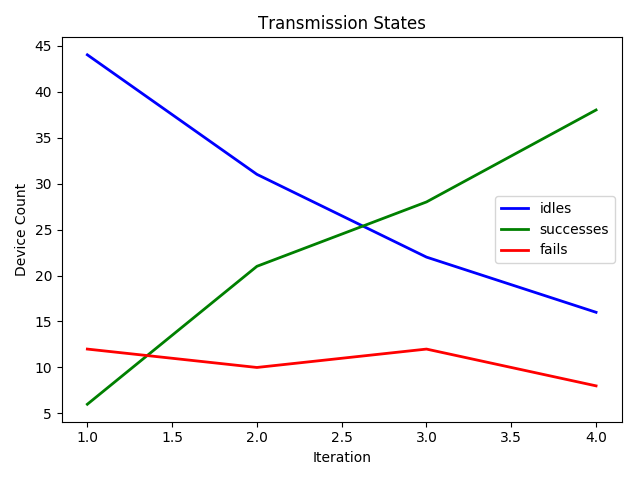 Transmission States
45
40
35
30
25
20
15
10
5
Device Count
idles
successes
fails
1.0 1.5 2.0 2.5 3.0 3.5 4.0
Iteration